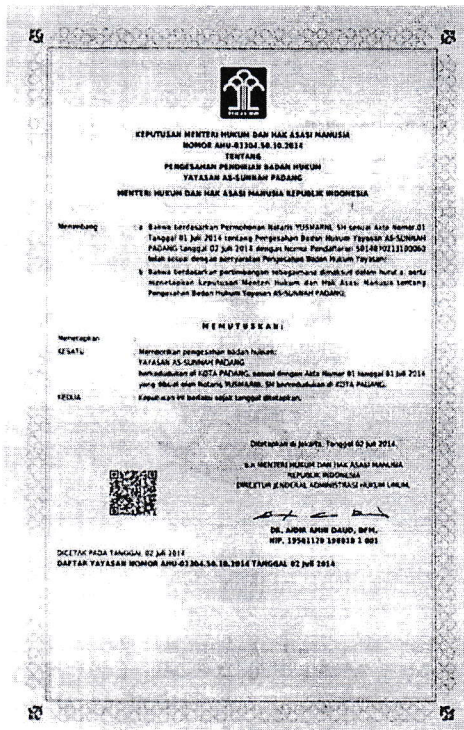 KEPUTUSAN MENTERI HUKUM DAN HAK ASASI MANUSIA
NOMOR AHU-03304.50.10.2014
TENTANG
PENGESAHAN PENDIRIAN BADAN HUKUM
YAYASAN AS-SUNNAH PADANG
MENTERI HUKUM DAN HAK ASASI MANUSIA REPUBLIK INDONESIA
Menimbang : a Bahwa berdasarkan Permohonan Notaris YUSMARNI, SH sesuai Akta Nomor 01
Tanggal 01 Juli 2014 tentang Pengesahan Badan Hukum Yayasan AS-SUNNAH
PADANG tanggal 02 Juli 2014 dengan Nomor Pendaftaran
telah sesuai dengan persyaratan Pengesahan Badan Hukum Yayasan;
b Bahwa berdasarkan pertimbangan sebagaimana dimaksud dalam huruf a, perlu
menetapkan keputusan Menteri Hukum dan Hak Asasi Manusia tentang
Pengesahan Badan Hukum Yayasan AS-SUNNAH PADANG;
MEMUTUSKAN:
Menetapkan
KESATU : Memberikan pengesahan badan hukum:
YAYASAN AS-SUNNAH PADANG
berkedudukan di KOTA PADANG, sesuai dengan Akta Nomor 01 tanggal 01 Juli 2014
yang dibuat oleh Notaris YUSMARNI, SH berkedudukan di KOTA PADANG.
KEDUA : Keputusan ini berlaku sejak tanggal ditetapkan.
Ditetapkan di Jakarta, Tanggal 02 Juli 2014.
a.n MENTERI HUKUM DAN HAK ASASI MANUSIA
REPUBLIK INDONESIA
DIREKTUR JENDERAL ADMINISTRASI HUKUM UMUM,
DR. AIDIR AMIN DAUD, DFM.
NIP. 19581120 198810 1 001
DICETAK PADA TANGGAL 02 Juli 2014
DAFTAR YAYASAN NOMOR AHU-03304.50.10.2014 TANGGAL 02 Juli 2014